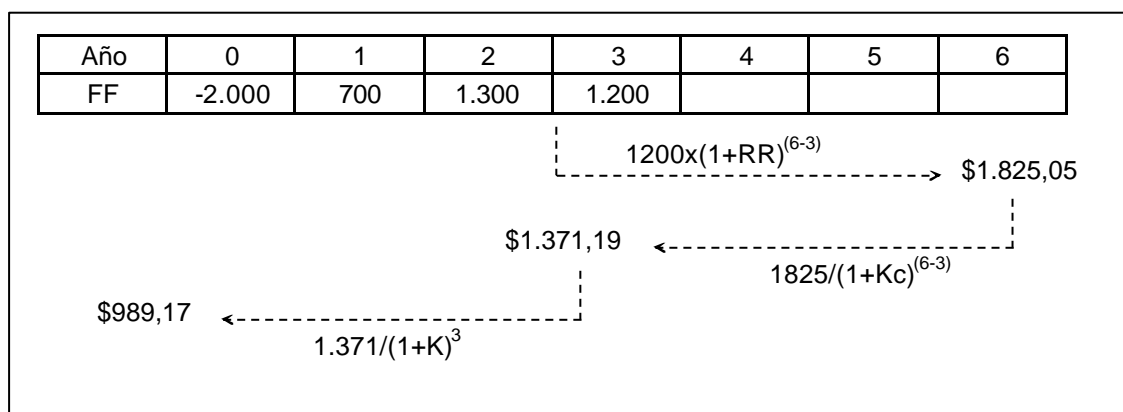 Año 0 1 2 3 4 5 6
FF -2.000 700 1.300 1.200
1200x(1+RR)^(6-3)
$1.825,05
$1.371,19
1825/(1+Kc)^(6-3)
$989,17
1.371/(1+K)^3